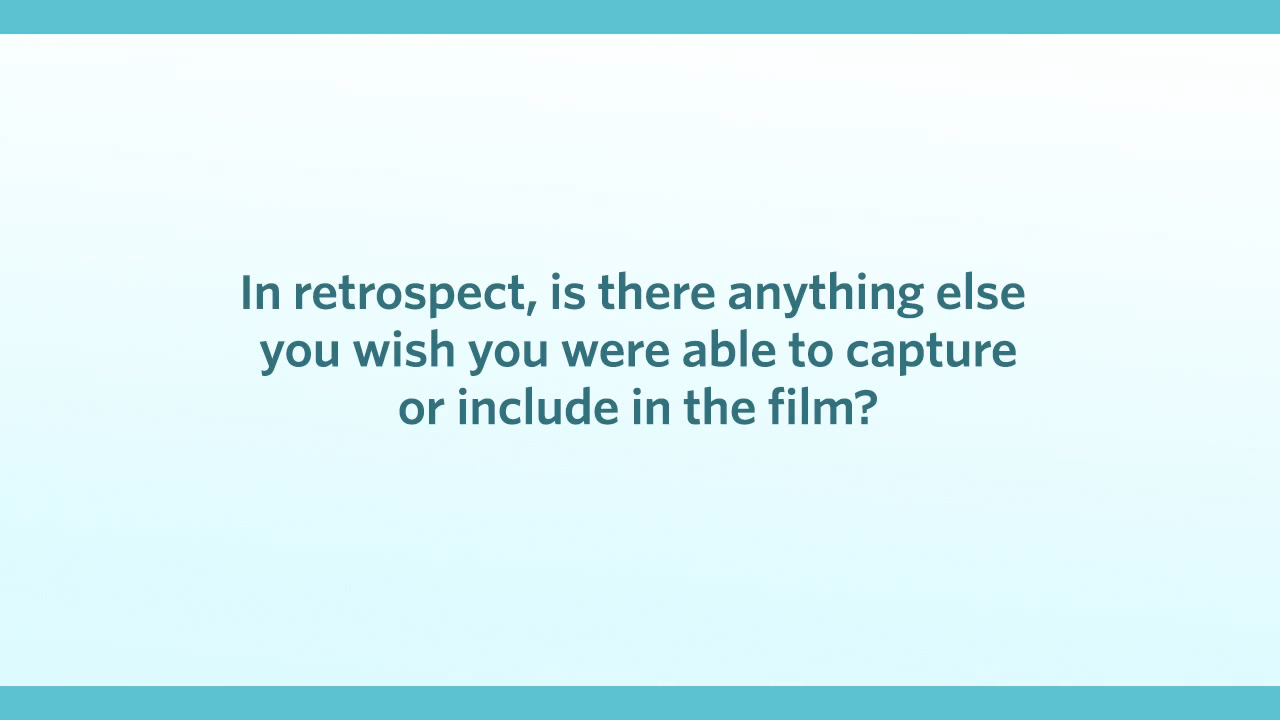 In retrospect, is there anything else
you wish you were able to capture
or include in the film?